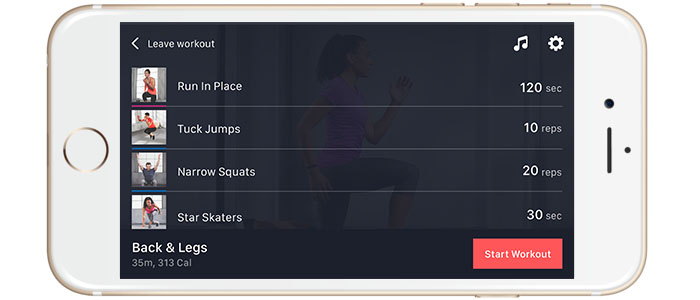 Leave workout
Run In Place 120 sec
Tuck Jumps 10 reps
Narrow Squats 20 reps
Star Skaters 30 sec
Back & Legs
35m, 313 Cal
Start Workout